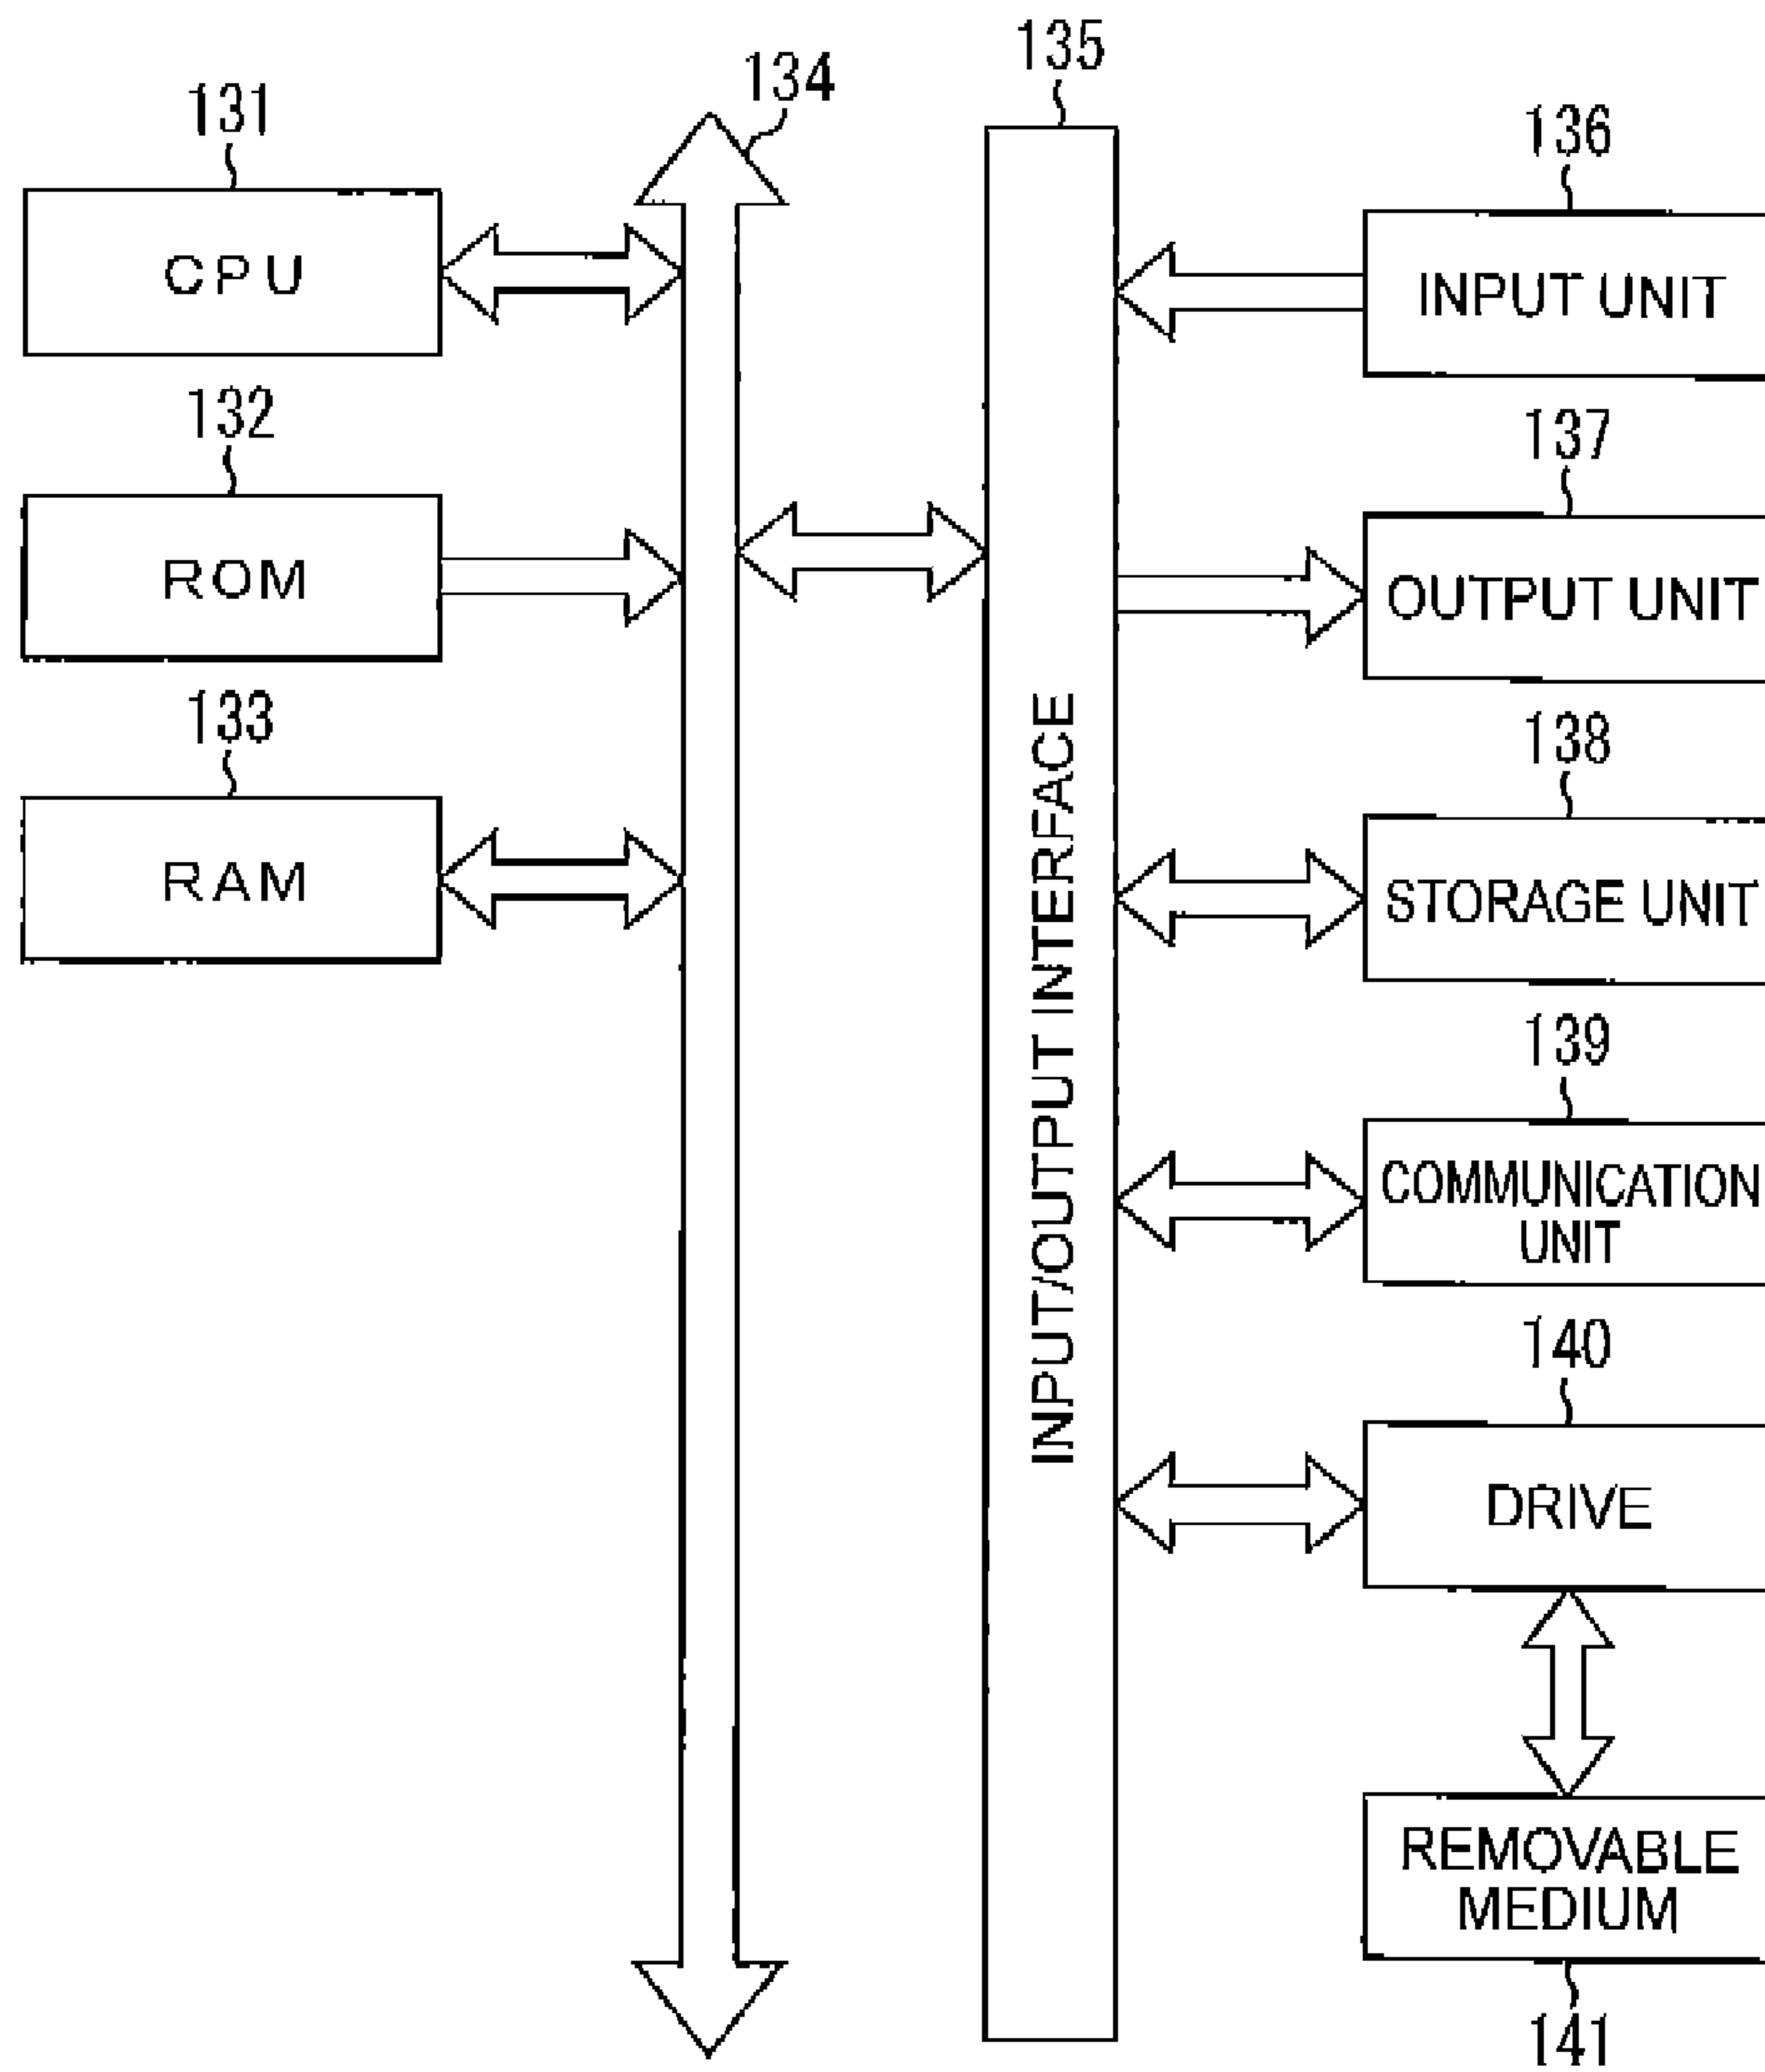 131
CPU
132
ROM
133
RAM
134
135
INPUT/OUTPUT INTERFACE
136
INPUT UNIT
137
OUTPUT UNIT
138
STORAGE UNIT
139
COMMUNICATION
UNIT
140
DRIVE
REMOVABLE
MEDIUM
141